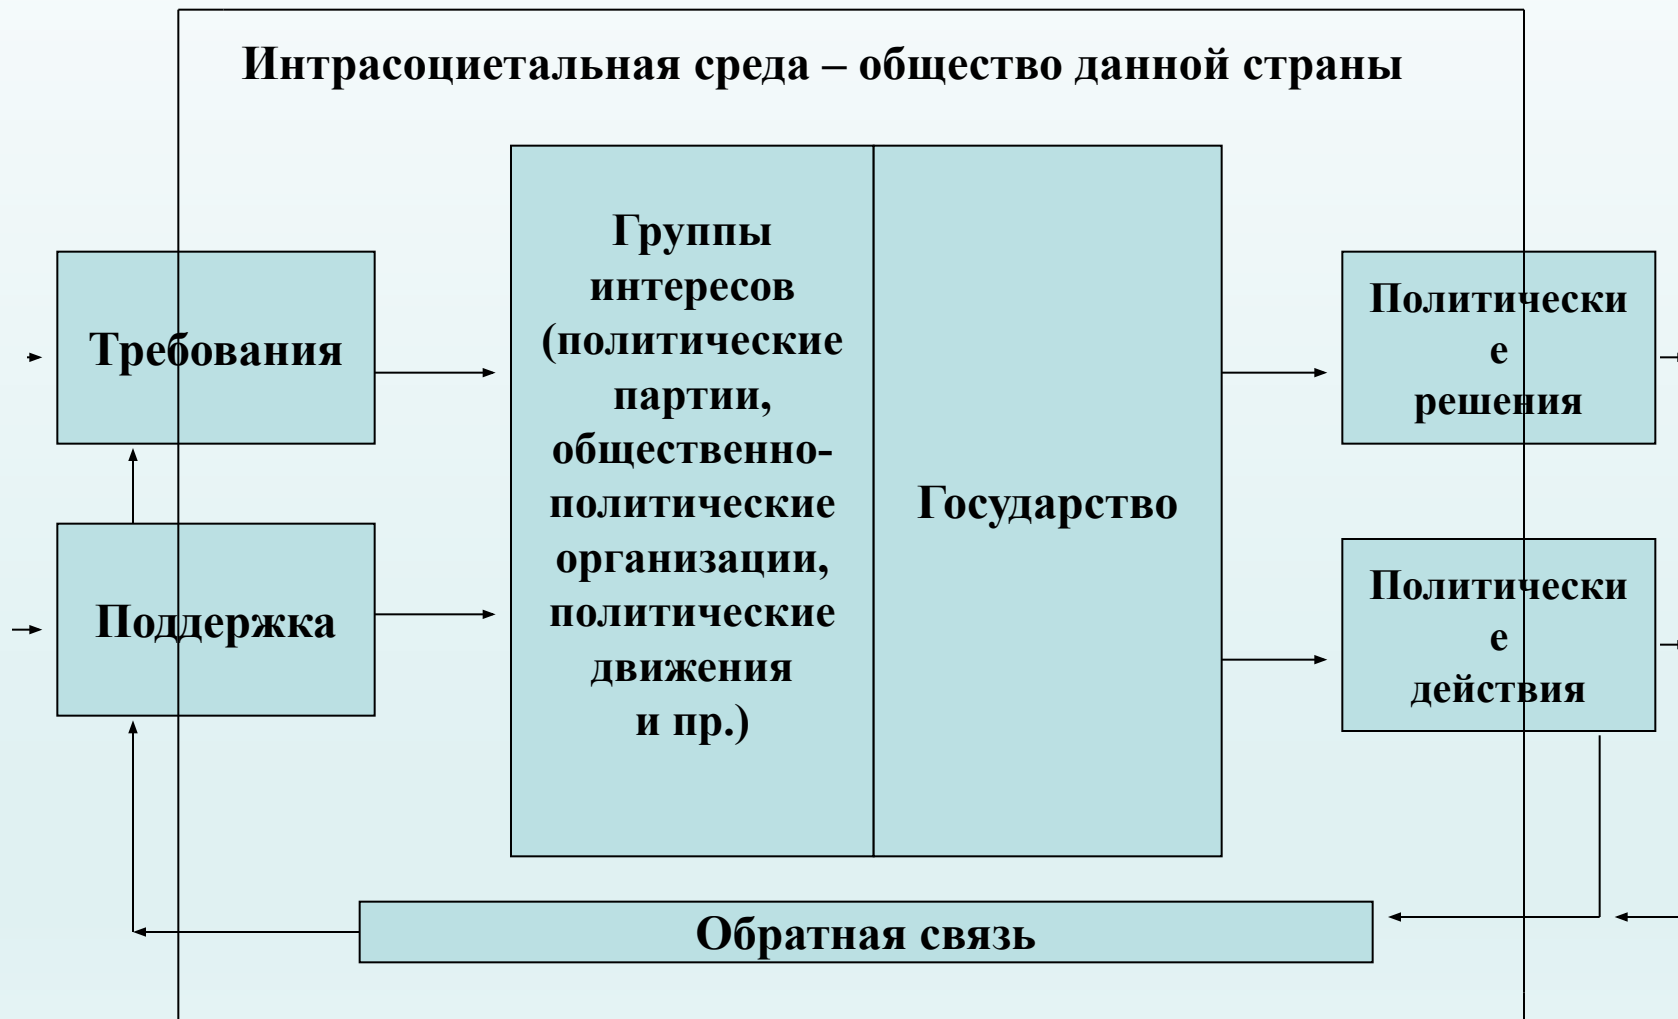 Интрасоциетальная среда – общество данной страны
Требования
Поддержка
Группы
интересов
(политические
партии,
общественно-
политические
организации,
политические
движения
и пр.)
Государство
Политически
е
решения
Политически
е
действия
Обратная связь